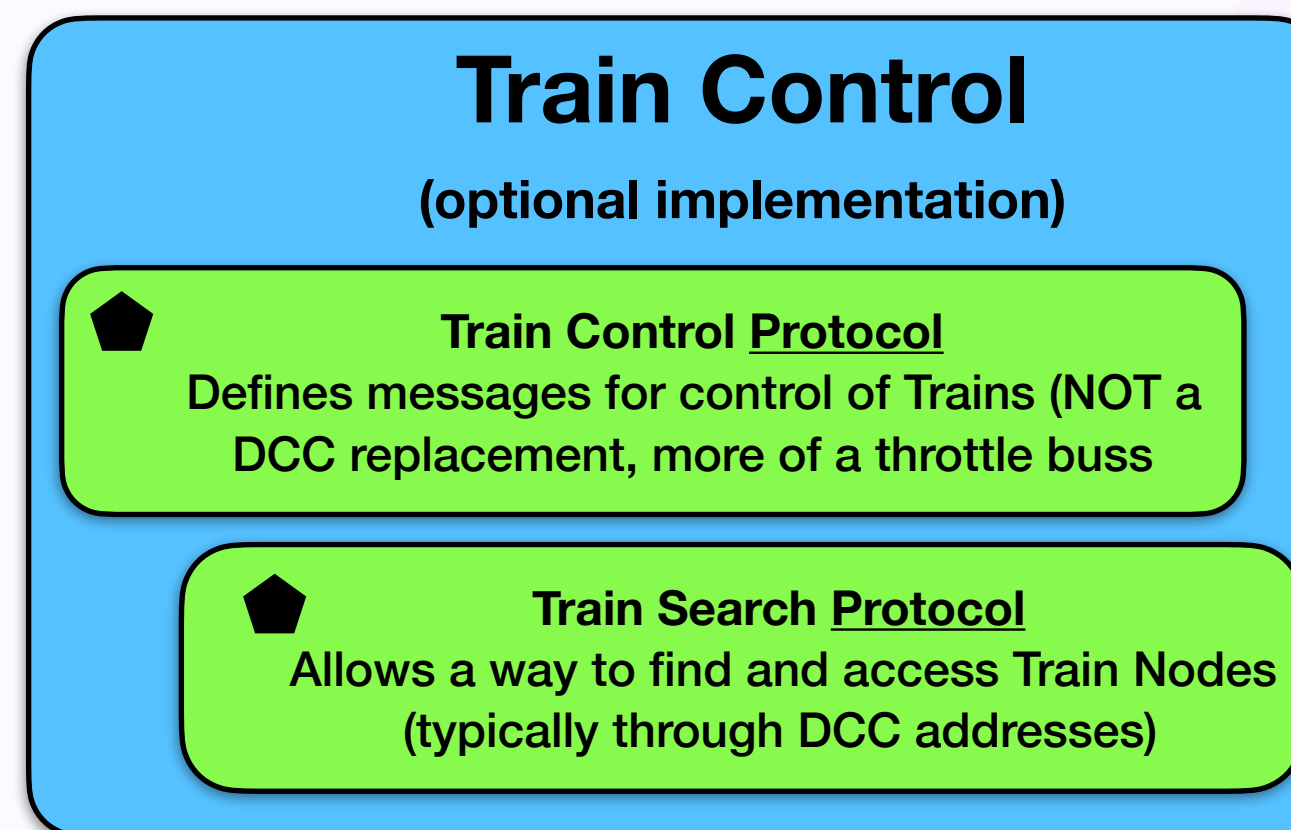 Train Control
(optional implementation)
Train Control Protocol
Defines messages for control of Trains (NOT a
DCC replacement, more of a throttle buss
Train Search Protocol
Allows a way to find and access Train Nodes
(typically through DCC addresses)